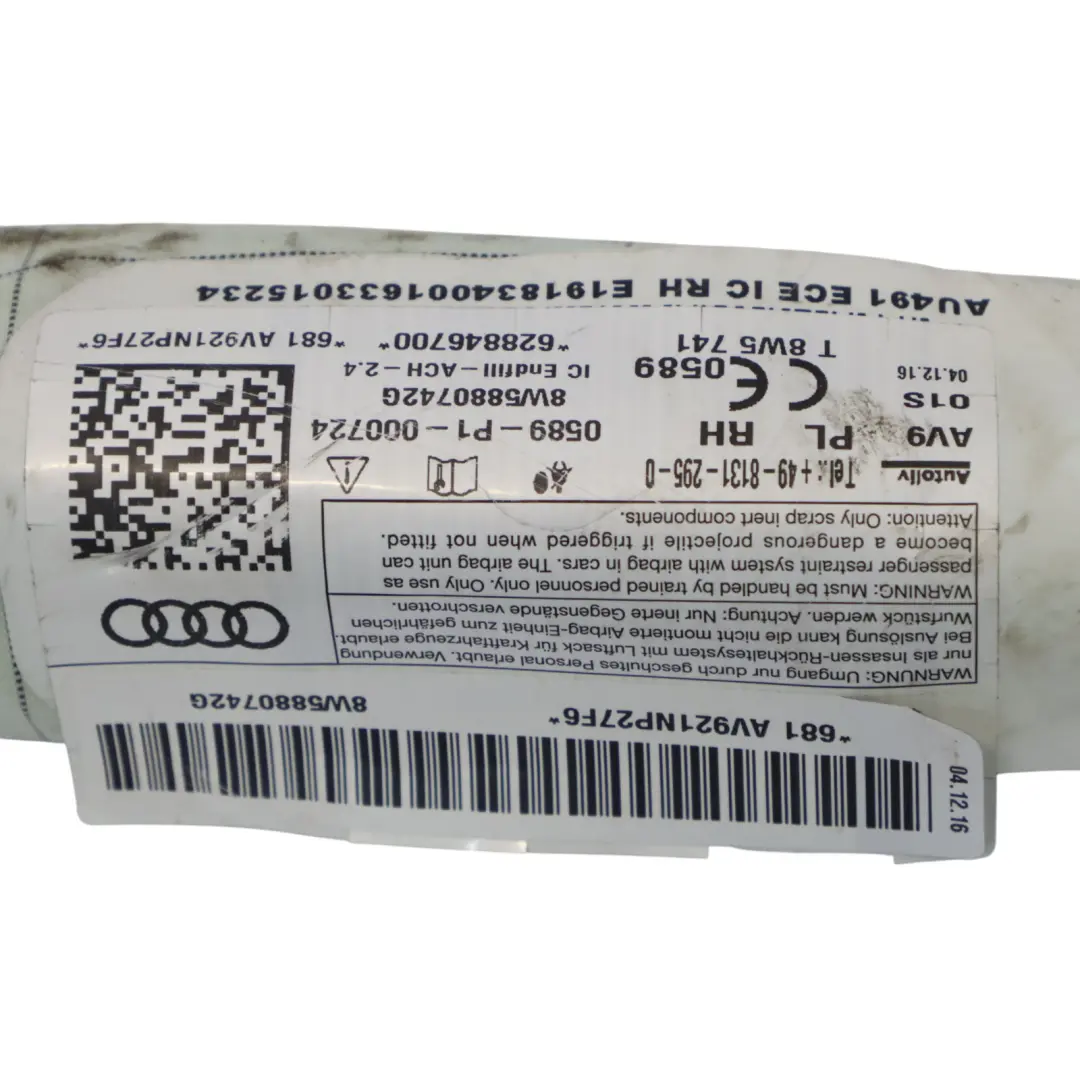 04.12.16
*681 AV921NP27F6* 8W5880742G
WARNUNG: Umgang nur durch geschultes Personal erlaubt. Verwendung
nur als Insassen-Rückhaltesystem mit Luftsack für Kraftfahrzeuge erlaubt.
Bei Auslösung kann die nicht montierte Airbag-Einheit zum gefährlichen
Wurfstück werden. Achtung: Nur inerte Gegenstände verschrotten.
WARNING: Must be handled by trained personnel only. Only use as
passenger restraint system with airbag in cars. The airbag unit can
become a dangerous projectile if triggered when not fitted.
Attention: Only scrap inert components.
Autoliv Tel.: +49-8131-295-0
AV9 PL RH 0589-P1-000724
01S 8W5880742G
04.12.16 CE0589 IC Endfill-ACH-2.4
T 8W5 741 *628846700* *681 AV921NP27F6*
AU491 ECE IC RH E191834001633015234